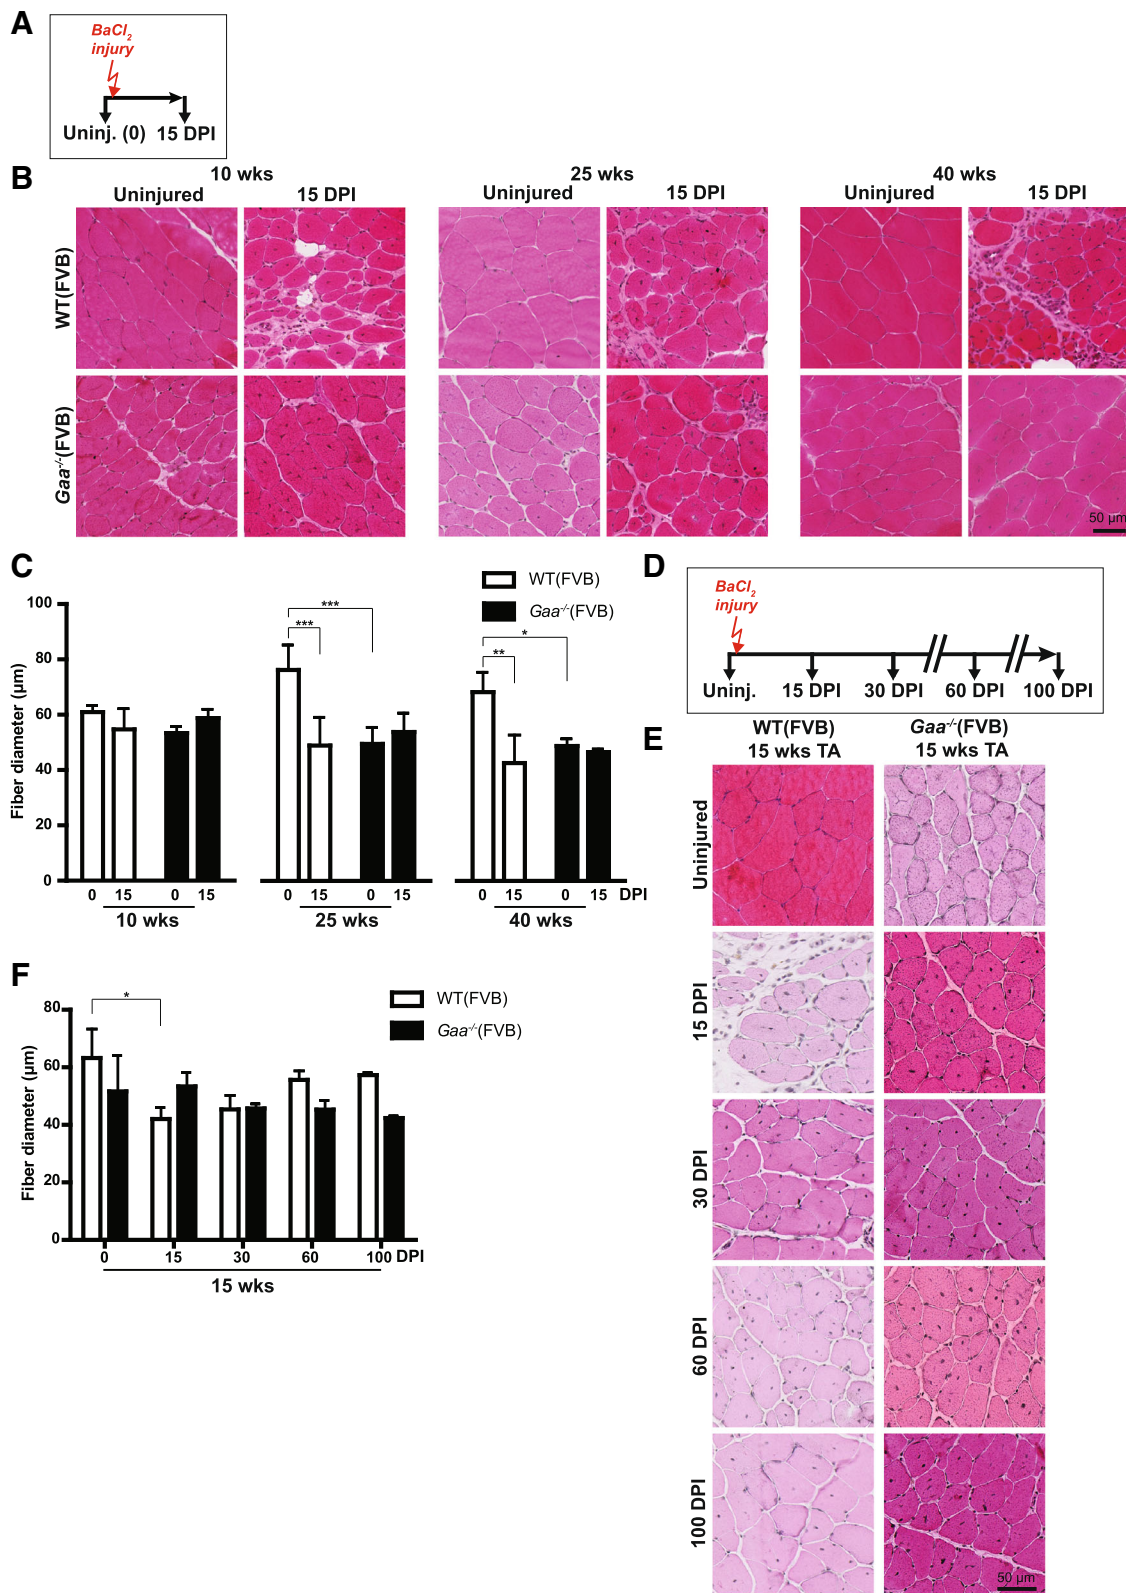 A
BaCl2
injury
Uninj. (0) 15 DPI
B
10 wks 25 wks 40 wks
Uninjured 15 DPI Uninjured 15 DPI Uninjured 15 DPI
WT(FVB)
Gaa-/-(FVB)
50 µm
C
WT(FVB)
Gaa-/-(FVB)
Fiber diameter (µm)
100
80
60
40
20
0
***
***
*
**
0 15 0 15 0 15 0 15 0 15 0 15 DPI
10 wks 25 wks 40 wks
D
BaCl2
injury
Uninj. 15 DPI 30 DPI 60 DPI 100 DPI
E
WT(FVB) Gaa-/-(FVB)
15 wks TA 15 wks TA
Uninjured
15 DPI
30 DPI
60 DPI
100 DPI
50 µm
F
WT(FVB)
Gaa-/-(FVB)
Fiber diameter (µm)
80
60
40
20
0
*
0 15 30 60 100 DPI
15 wks